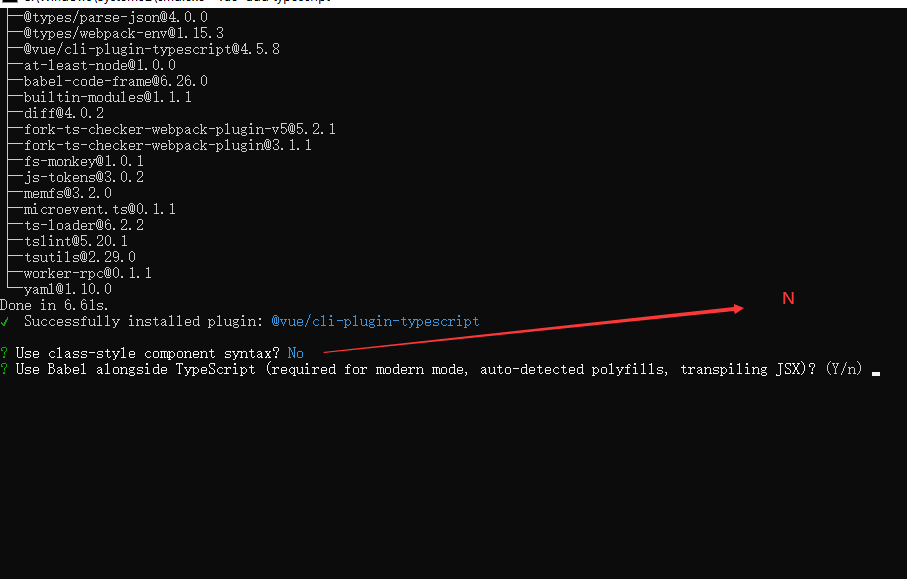 @types/parse-json@4.0.0
@types/webpack-env@1.15.3
@vue/cli-plugin-typescript@4.5.8
at-least-node@1.0.0
babel-code-frame@6.26.0
builtin-modules@1.1.1
diff@4.0.2
fork-ts-checker-webpack-plugin-v5@5.2.1
fork-ts-checker-webpack-plugin@3.1.1
fs-monkey@1.0.1
js-tokens@3.0.2
memfs@3.2.0
microevent.ts@0.1.1
ts-loader@6.2.2
tslint@5.20.1
tsutils@2.29.0
worker-rpc@0.1.1
yaml@1.10.0
Done in 6.61s.
✓ Successfully installed plugin: @vue/cli-plugin-typescript
N
? Use class-style component syntax? No
? Use Babel alongside TypeScript (required for modern mode, auto-detected polyfills, transpiling JSX)? (Y/n)